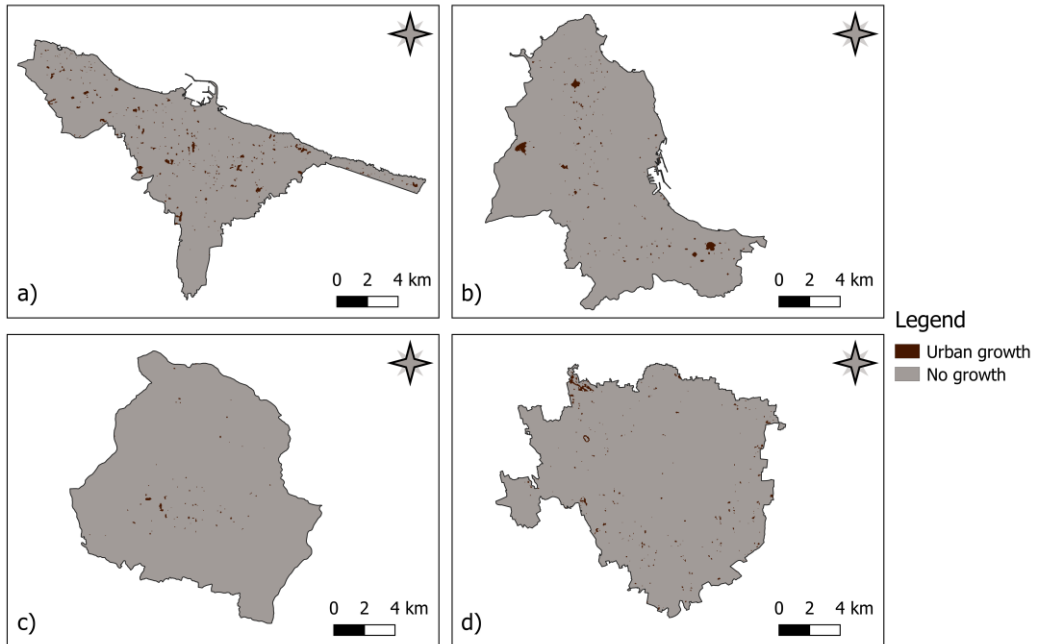 a)
0 2 4 km
b)
0 2 4 km
Legend
Urban growth
No growth
c)
0 2 4 km
d)
0 2 4 km